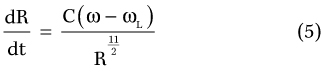 dR/dt = C(ω – ω_L)/R^(11/2) (5)